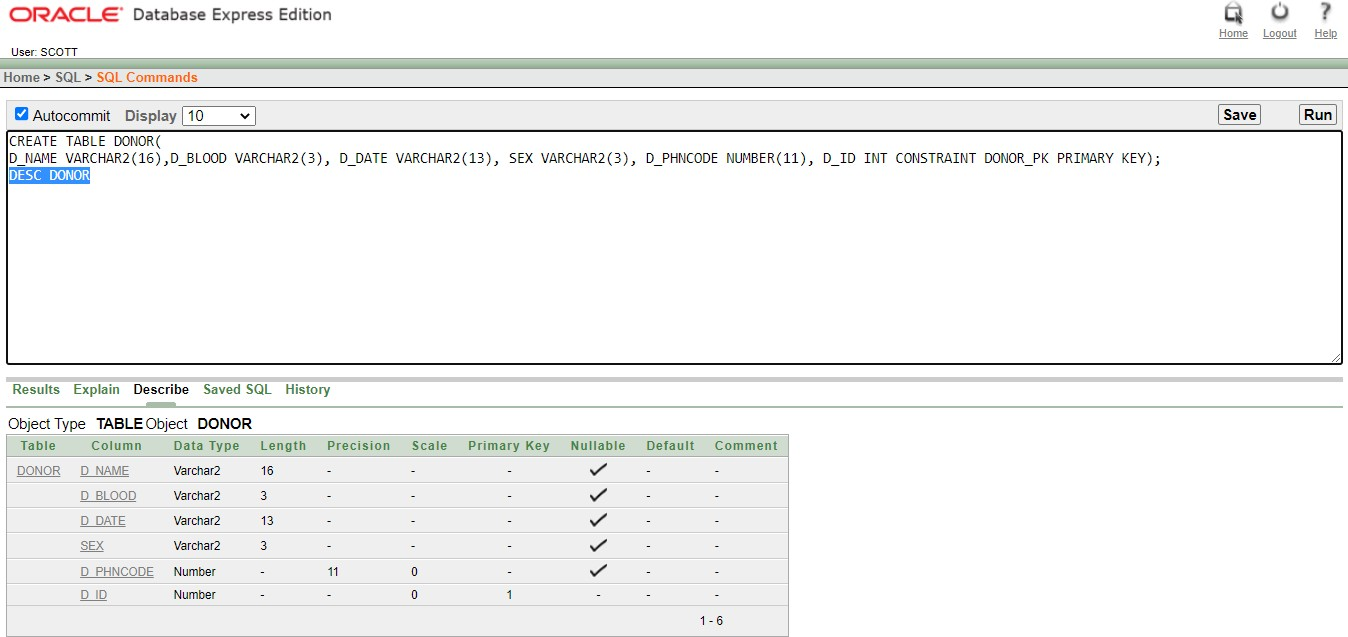 ORACLE® Database Express Edition
Home Logout Help
User: SCOTT
Home > SQL > SQL Commands
Autocommit Display 10 Save Run
CREATE TABLE DONOR(
D_NAME VARCHAR2(16),D_BLOOD VARCHAR2(3), D_DATE VARCHAR2(13), SEX VARCHAR2(3), D_PHNCODE NUMBER(11), D_ID INT CONSTRAINT DONOR_PK PRIMARY KEY);
DESC DONOR
Results Explain Describe Saved SQL History
Object Type TABLE Object DONOR
Table Column Data Type Length Precision Scale Primary Key Nullable Default Comment
DONOR D_NAME Varchar2 16 - - - - -
D_BLOOD Varchar2 3 - - - - -
D_DATE Varchar2 13 - - - - -
SEX Varchar2 3 - - - - -
D_PHNCODE Number - 11 0 - - -
D_ID Number - - 0 1 - - -
1 - 6